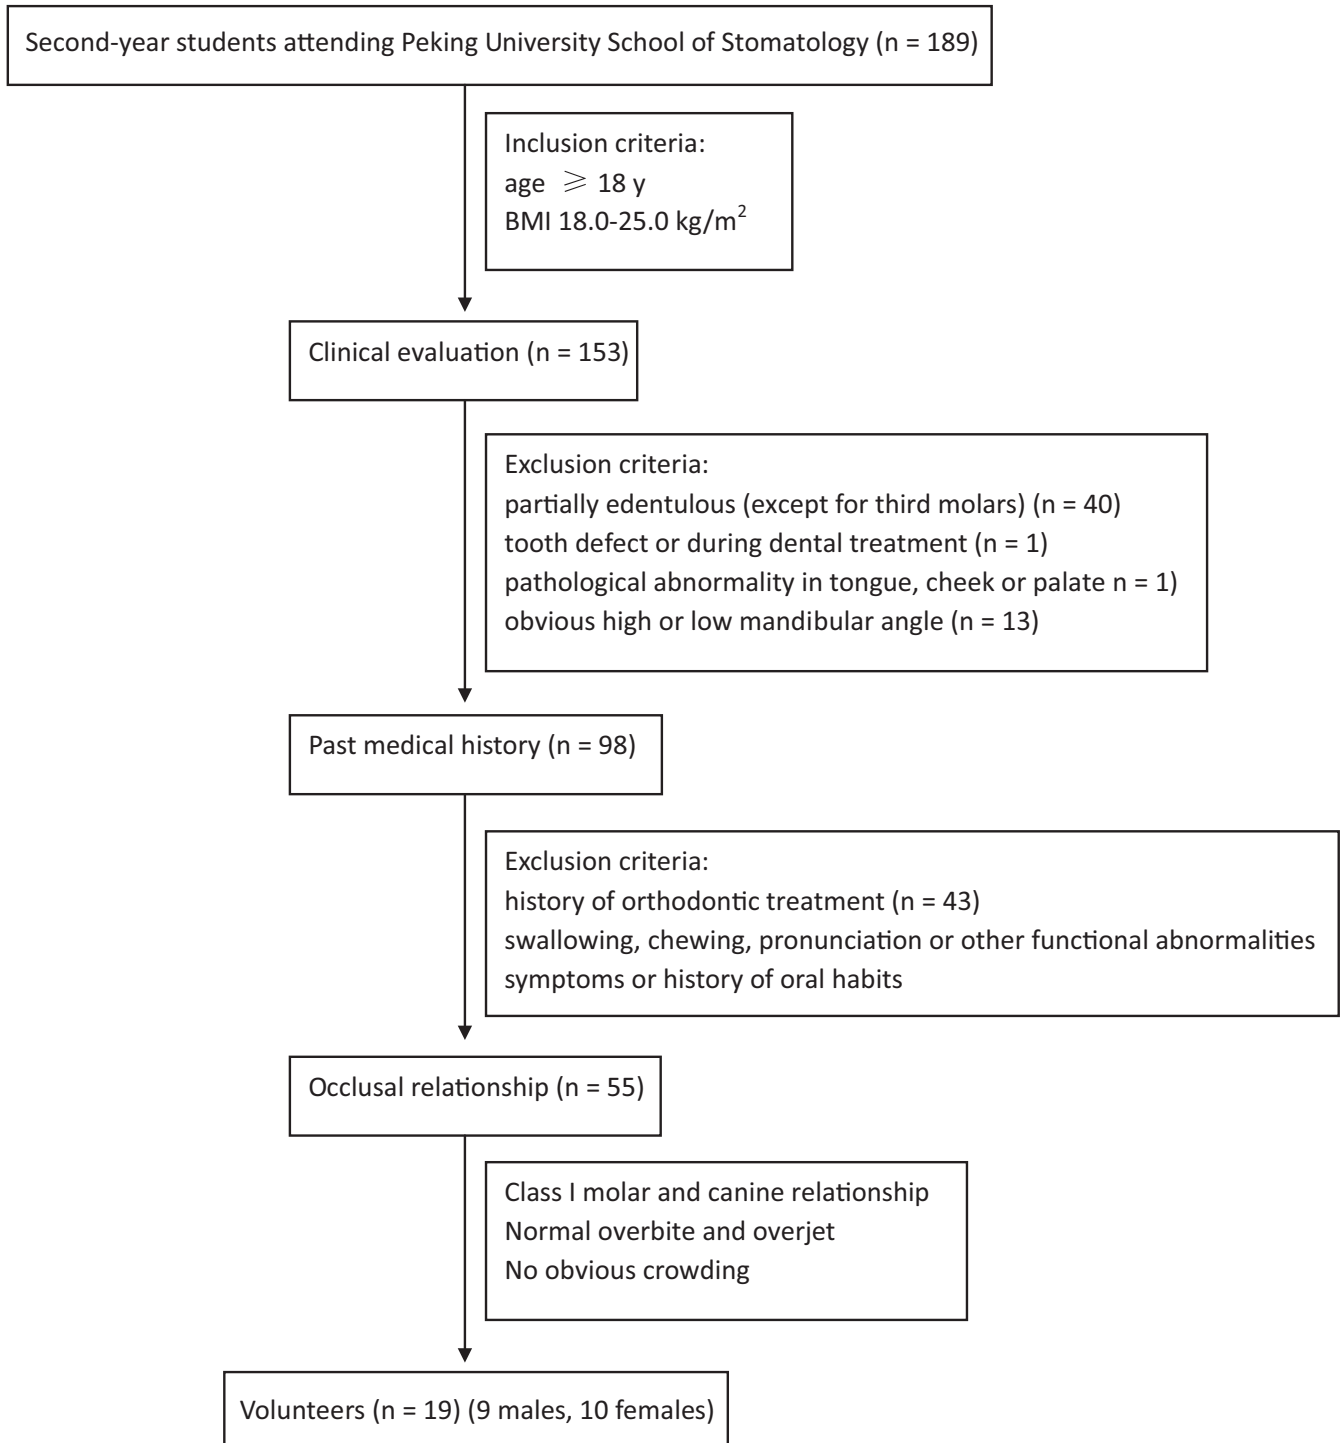 Second-year students attending Peking University School of Stomatology (n = 189)
Inclusion criteria:
age ⩾ 18 y
BMI 18.0-25.0 kg/m²
Clinical evaluation (n = 153)
Exclusion criteria:
partially edentulous (except for third molars) (n = 40)
tooth defect or during dental treatment (n = 1)
pathological abnormality in tongue, cheek or palate n = 1)
obvious high or low mandibular angle (n = 13)
Past medical history (n = 98)
Exclusion criteria:
history of orthodontic treatment (n = 43)
swallowing, chewing, pronunciation or other functional abnormalities
symptoms or history of oral habits
Occlusal relationship (n = 55)
Class I molar and canine relationship
Normal overbite and overjet
No obvious crowding
Volunteers (n = 19) (9 males, 10 females)